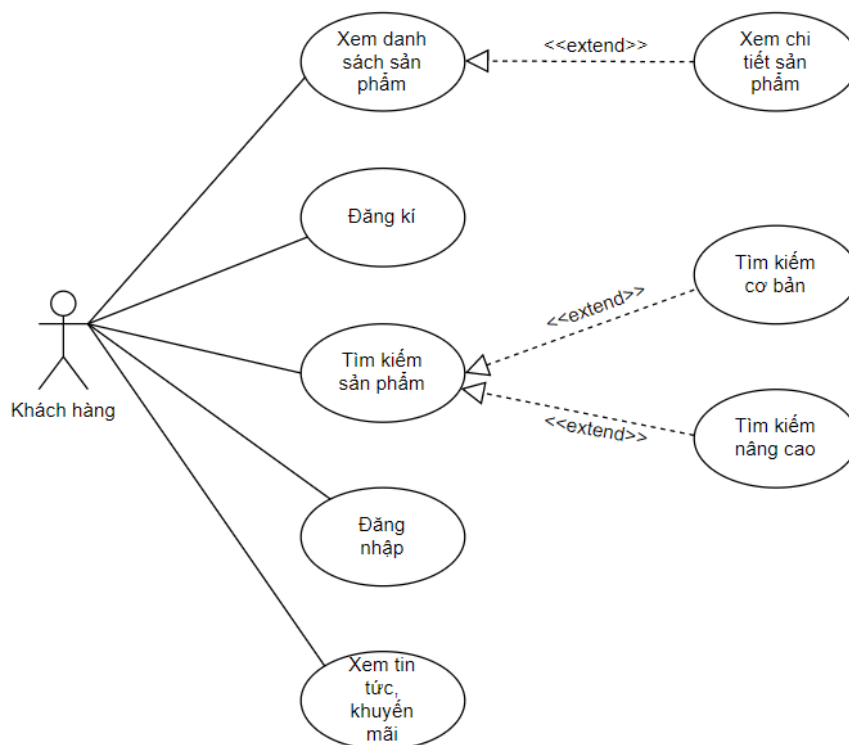 Xem danh
sách sản
phẩm
<<extend>>
Xem chi
tiết sản
phẩm
Đăng kí
Tìm kiếm
cơ bản
<<extend>>
Khách hàng
Tìm kiếm
sản phẩm
<<extend>>
Tìm kiếm
nâng cao
Đăng
nhập
Xem tin
tức,
khuyến
mãi